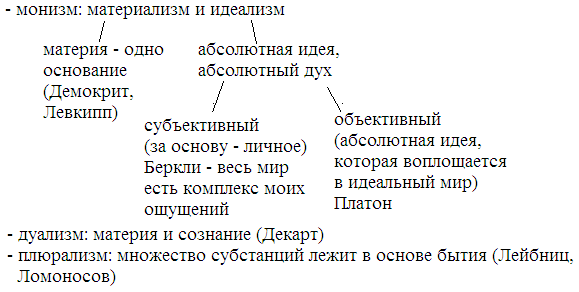 - монизм: материализм и идеализм
материя - одно
основание
(Демокрит,
Левкипп)
абсолютная идея,
абсолютный дух
субъективный
(за основу - личное)
Беркли - весь мир
есть комплекс моих
ощущений
объективный
(абсолютная идея,
которая воплощается
в идеальный мир)
Платон
- дуализм: материя и сознание (Декарт)
- плюрализм: множество субстанций лежит в основе бытия (Лейбниц,
Ломоносов)